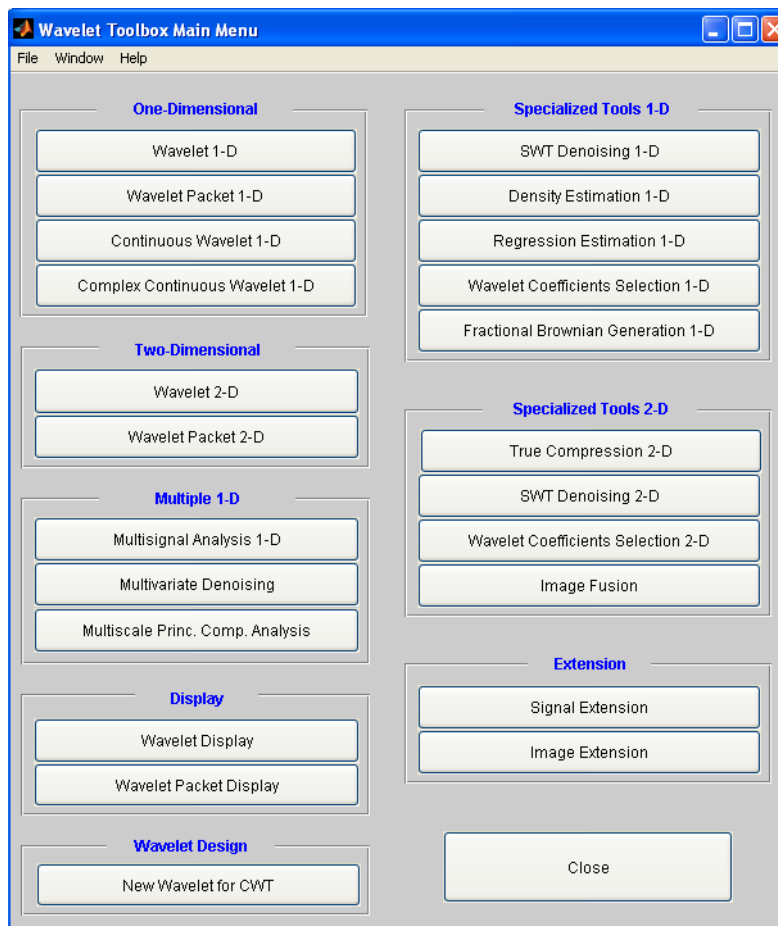 Wavelet Toolbox Main Menu
File Window Help
One-Dimensional
Wavelet 1-D
Wavelet Packet 1-D
Continuous Wavelet 1-D
Complex Continuous Wavelet 1-D
Two-Dimensional
Wavelet 2-D
Wavelet Packet 2-D
Multiple 1-D
Multisignal Analysis 1-D
Multivariate Denoising
Multiscale Princ. Comp. Analysis
Display
Wavelet Display
Wavelet Packet Display
Wavelet Design
New Wavelet for CWT
Specialized Tools 1-D
SWT Denoising 1-D
Density Estimation 1-D
Regression Estimation 1-D
Wavelet Coefficients Selection 1-D
Fractional Brownian Generation 1-D
Specialized Tools 2-D
True Compression 2-D
SWT Denoising 2-D
Wavelet Coefficients Selection 2-D
Image Fusion
Extension
Signal Extension
Image Extension
Close